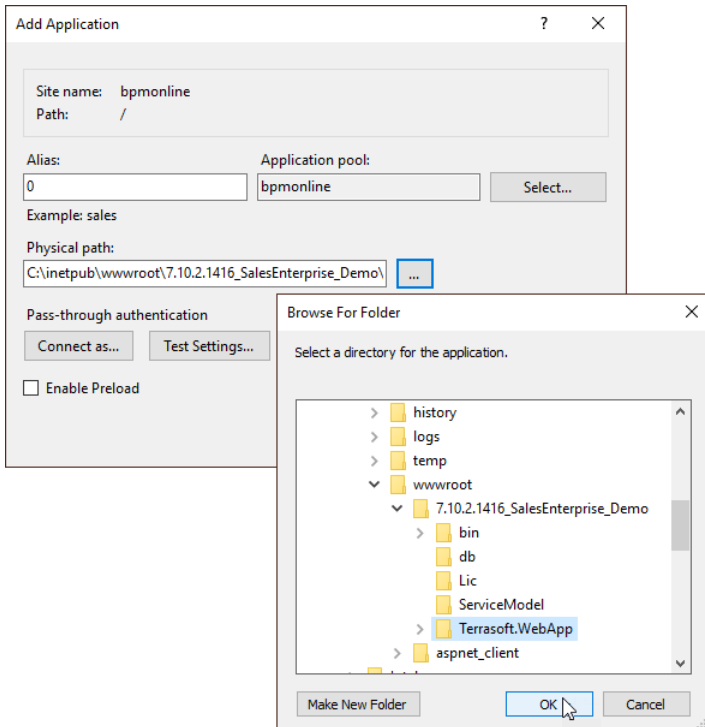 Add Application
?
Site name: bpmonline
Path: /
Alias:
Application pool:
0
bpmonline
Select...
Example: sales
Physical path:
C:\inetpub\wwwroot\7.10.2.1416_SalesEnterprise_Demo\
...
Pass-through authentication
Connect as...
Test Settings...
Enable Preload
Browse For Folder
Select a directory for the application.
history
logs
temp
wwwroot
7.10.2.1416_SalesEnterprise_Demo
bin
db
Lic
ServiceModel
Terrasoft.WebApp
aspnet_client
Make New Folder
OK
Cancel